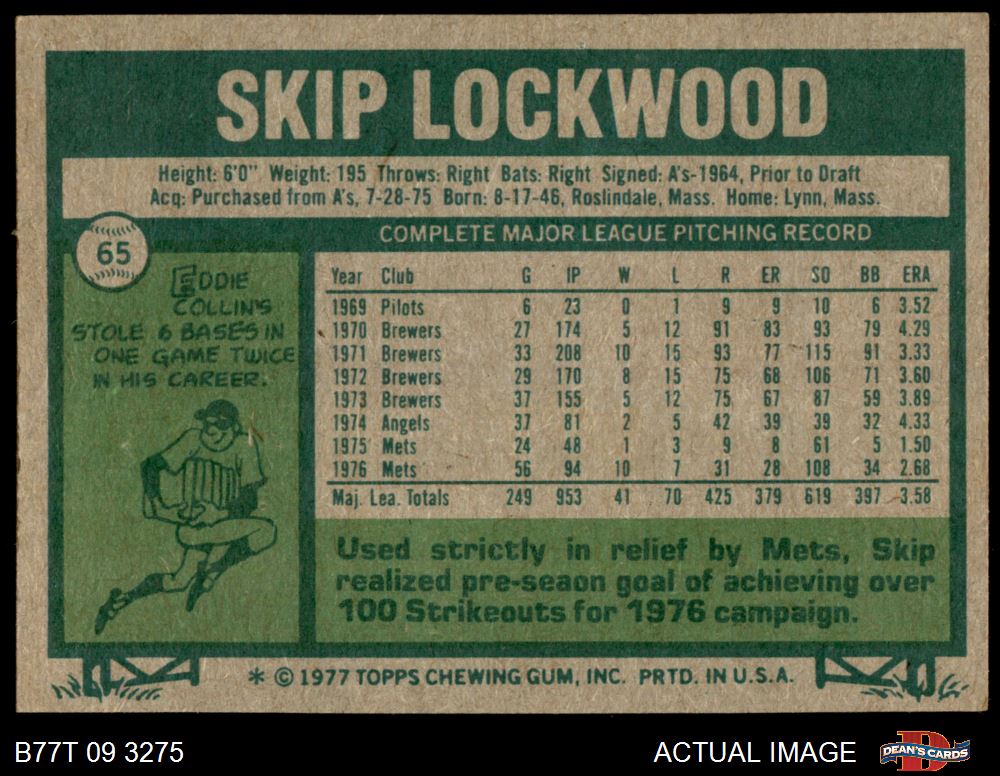 SKIP LOCKWOOD
Height: 6'0" Weight: 195 Throws: Right Bats: Right Signed: A's-1964, Prior to Draft
Acq: Purchased from A's, 7-28-75 Born: 8-17-46, Roslindale, Mass. Home: Lynn, Mass.
65
EDDIE
COLLIN'S
STOLE 6 BASES IN
ONE GAME TWICE
IN HIS CAREER.
COMPLETE MAJOR LEAGUE PITCHING RECORD
Year Club G IP W L R ER SO BB ERA
1969 Pilots 6 23 0 1 9 9 10 6 3.52
1970 Brewers 27 174 5 12 91 83 93 79 4.29
1971 Brewers 33 208 10 15 93 77 115 91 3.33
1972 Brewers 29 170 8 15 75 68 106 71 3.60
1973 Brewers 37 155 5 12 75 67 87 59 3.89
1974 Angels 37 81 2 5 42 39 39 32 4.33
1975 Mets 24 48 1 3 9 8 61 5 1.50
1976 Mets 56 94 10 7 31 28 108 34 2.68
Maj. Lea. Totals 249 953 41 70 425 379 619 397 3.58
Used strictly in relief by Mets, Skip
realized pre-seaon goal of achieving over
100 Strikeouts for 1976 campaign.
* © 1977 TOPPS CHEWING GUM, INC. PRTD. IN U.S.A.
B77T 09 3275
ACTUAL IMAGE
D
DEAN'S CARDS